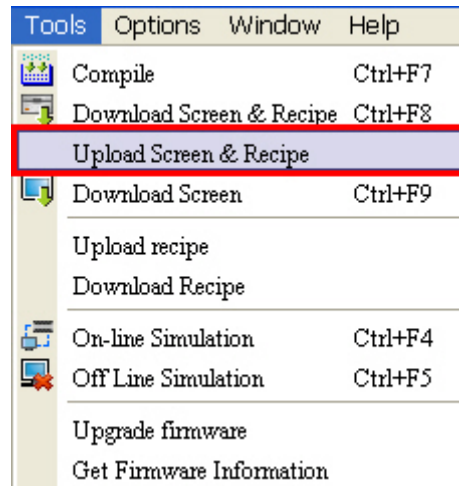 Tools Options Window Help
Compile Ctrl+F7
Download Screen & Recipe Ctrl+F8
Upload Screen & Recipe
Download Screen Ctrl+F9
Upload recipe
Download Recipe
On-line Simulation Ctrl+F4
Off Line Simulation Ctrl+F5
Upgrade firmware
Get Firmware Information